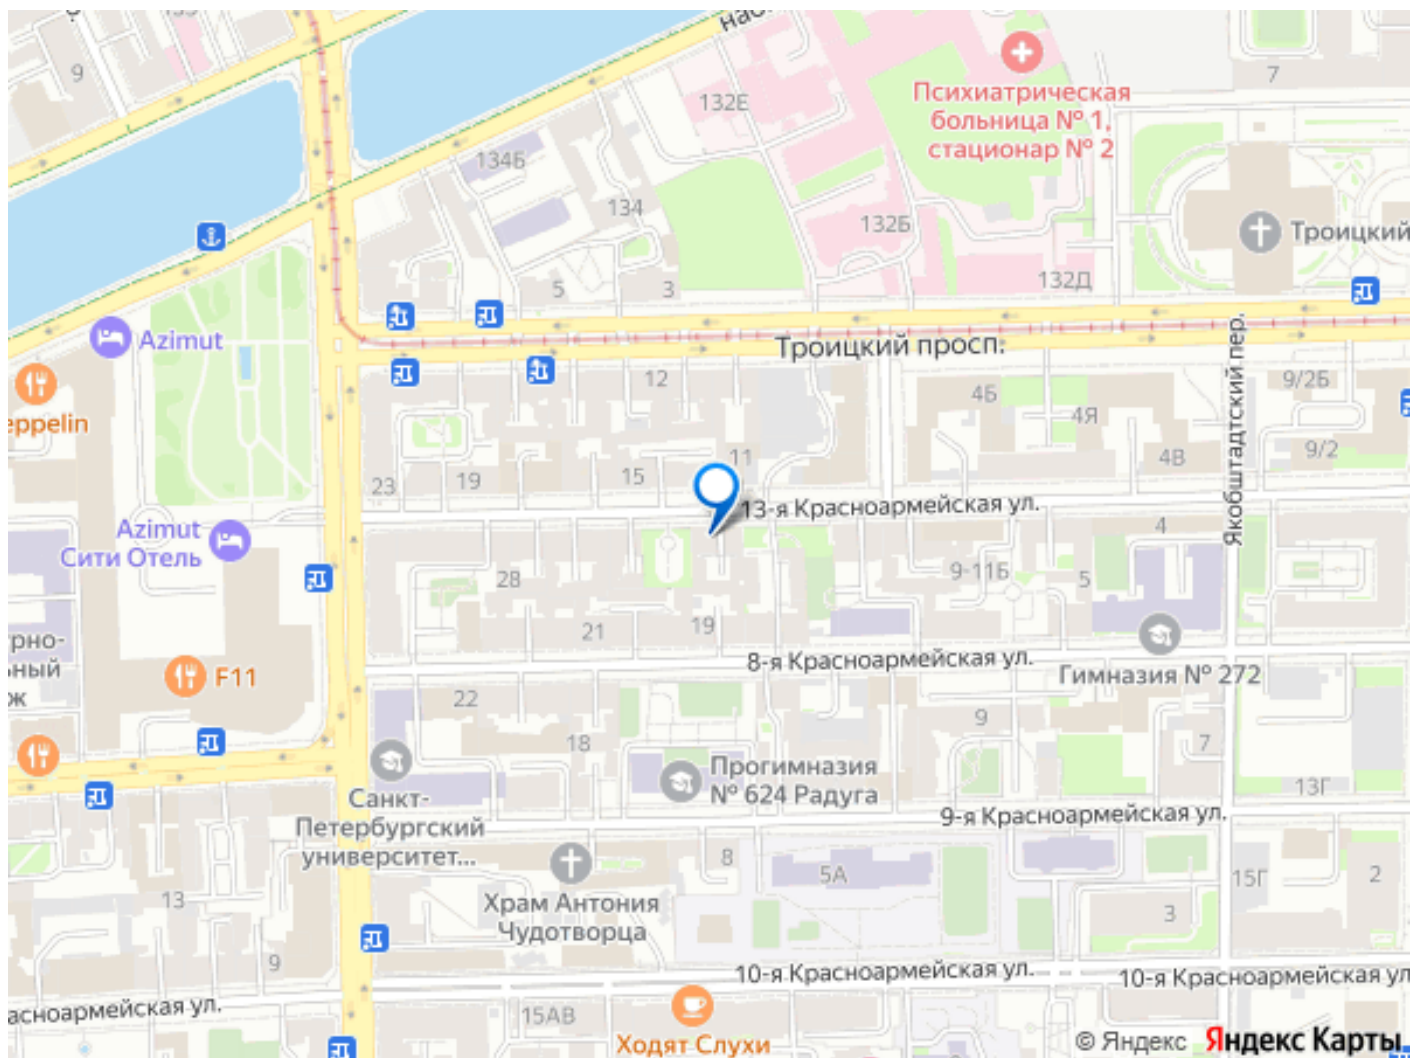 наб
9
132Е
7
Психиатрическая
больница № 1,
стационар № 2
134Б
134
132Б
Троицкий
132Д
5
3
Azimut
Троицкий просп.
Якобштадтский пер.
12
4Б
9/2Б
4Я
eppelin
11
9/2
4В
15
19
23
13-я Красноармейская ул.
4
Azimut
Сити Отель
9-11Б
5
28
21
19
урно-
ьный
ж
8-я Красноармейская ул.
Гимназия № 272
F11
22
9
18
7
Прогимназия
№ 624 Радуга
13Г
Санкт-
Петербургский
университет...
9-я Красноармейская ул.
8
5А
15Г
2
13
Храм Антония
Чудотворца
3
9
10-я Красноармейская ул.
10-я Красноармейская ул
асноармейская ул.
15АВ
Ходят Слухи
© Яндекс Яндекс Карты